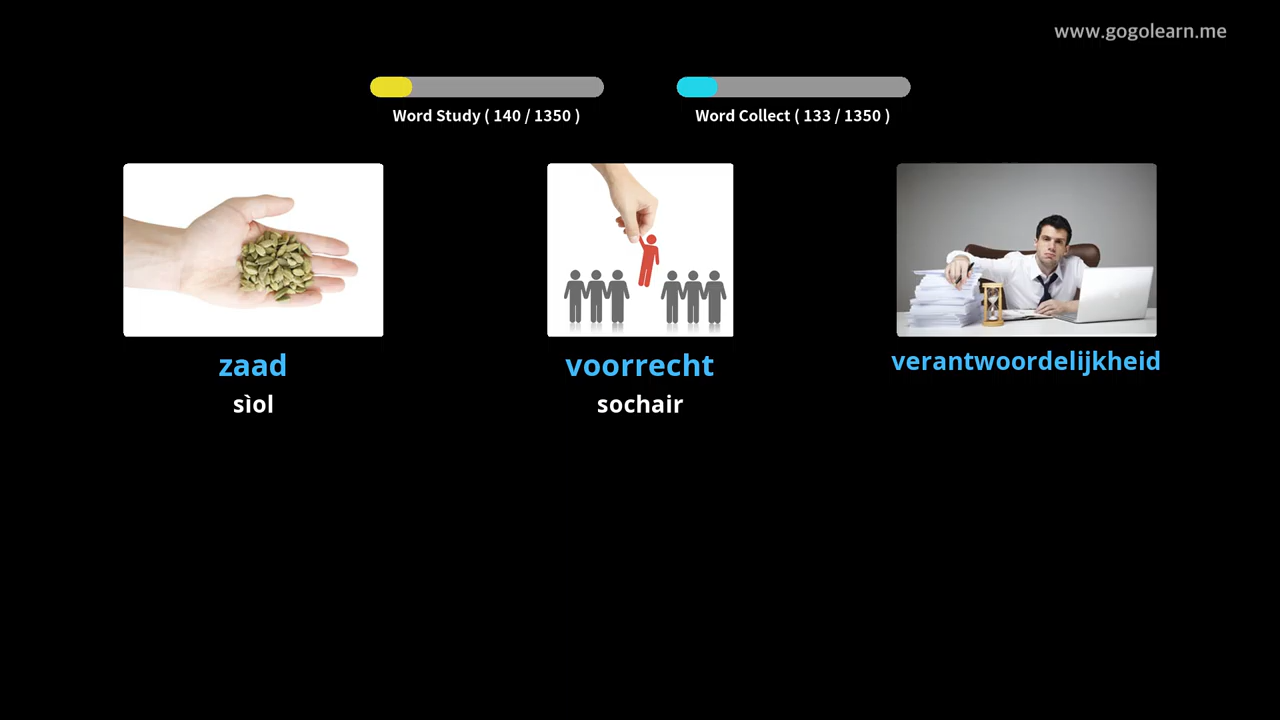 www.gogolearn.me
Word Study ( 140 / 1350 )
Word Collect ( 133 / 1350 )
zaad
sìol
voorrecht
sochair
verantwoordelijkheid